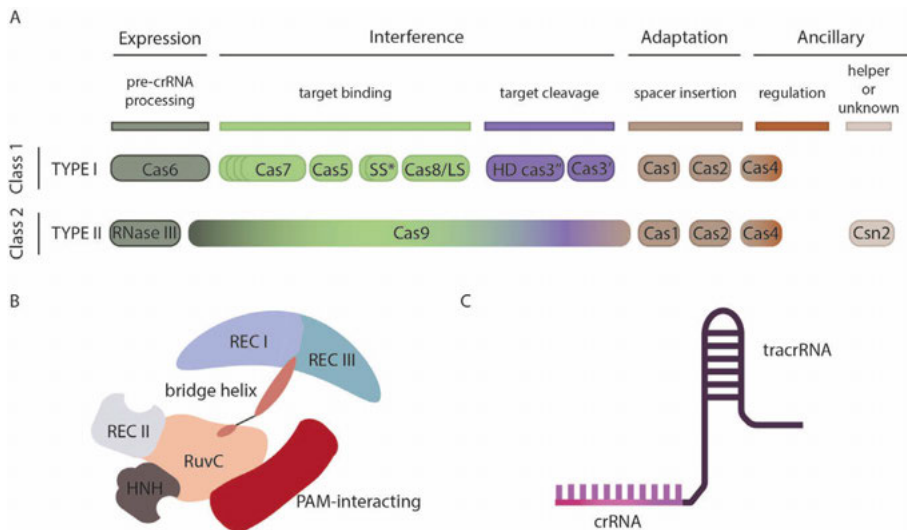 A
Expression Interference Adaptation Ancillary
pre-crRNA processing target binding target cleavage spacer insertion regulation helper or unknown
Class 1 TYPE I Cas6 Cas7 Cas5 SS* Cas8/LS HD cas3" Cas3' Cas1 Cas2 Cas4
Class 2 TYPE II RNase III Cas9 Cas1 Cas2 Cas4 Csn2
B
REC I
REC III
bridge helix
REC II
RuvC
HNH
PAM-interacting
C
tracrRNA
crRNA